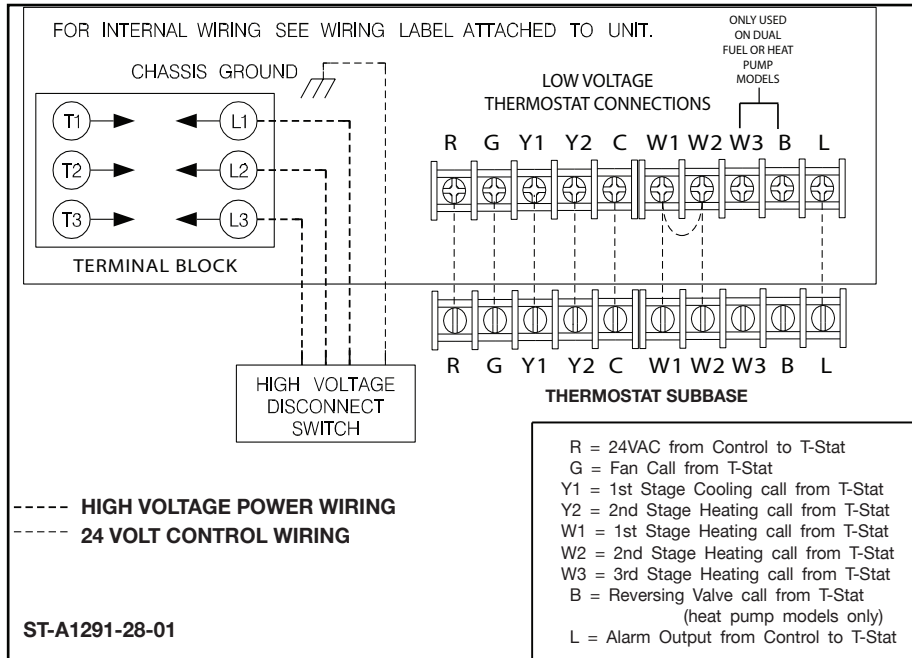 FOR INTERNAL WIRING SEE WIRING LABEL ATTACHED TO UNIT.
ONLY USED
ON DUAL
FUEL OR HEAT
PUMP
MODELS
CHASSIS GROUND
LOW VOLTAGE
THERMOSTAT CONNECTIONS
T1 L1
T2 L2
T3 L3
TERMINAL BLOCK
R G Y1 Y2 C W1 W2 W3 B L
R G Y1 Y2 C W1 W2 W3 B L
THERMOSTAT SUBBASE
HIGH VOLTAGE
DISCONNECT
SWITCH
HIGH VOLTAGE POWER WIRING
24 VOLT CONTROL WIRING
R = 24VAC from Control to T-Stat
G = Fan Call from T-Stat
Y1 = 1st Stage Cooling call from T-Stat
Y2 = 2nd Stage Heating call from T-Stat
W1 = 1st Stage Heating call from T-Stat
W2 = 2nd Stage Heating call from T-Stat
W3 = 3rd Stage Heating call from T-Stat
B = Reversing Valve call from T-Stat
(heat pump models only)
L = Alarm Output from Control to T-Stat
ST-A1291-28-01